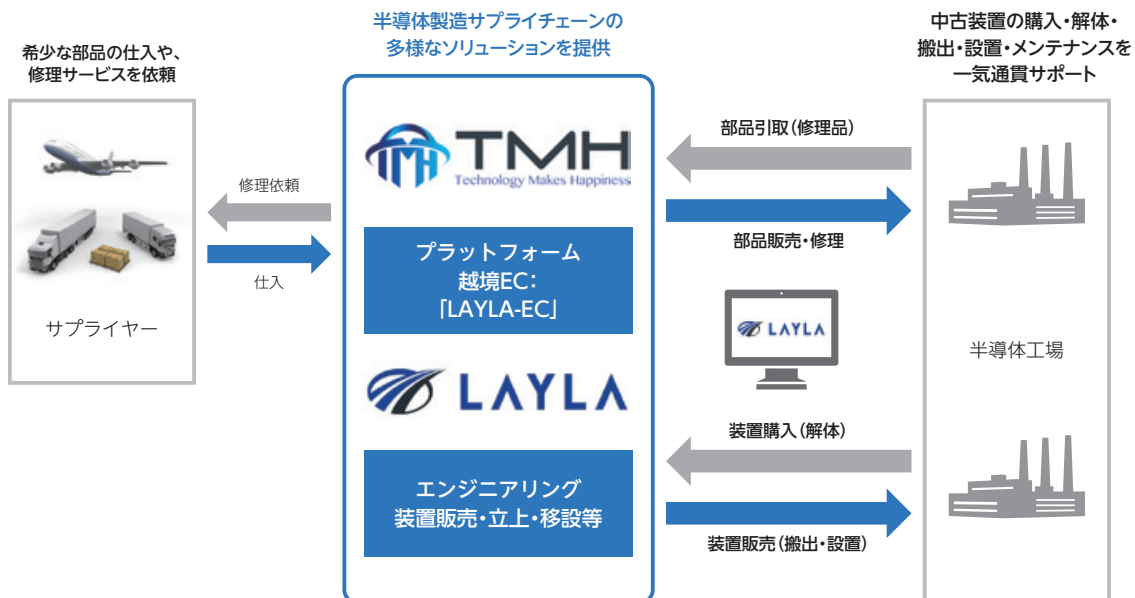 希少な部品の仕入や、
修理サービスを依頼
サプライヤー
修理依頼
仕入
半導体製造サプライチェーンの
多様なソリューションを提供
TMH
TMH
Technology Makes Happiness
プラットフォーム
越境EC：
「LAYLA-EC」
LAYLA
エンジニアリング
装置販売・立上・移設等
部品引取（修理品）
部品販売・修理
LAYLA
装置購入（解体）
装置販売（搬出・設置）
中古装置の購入・解体・
搬出・設置・メンテナンスを
一気通貫サポート
半導体工場